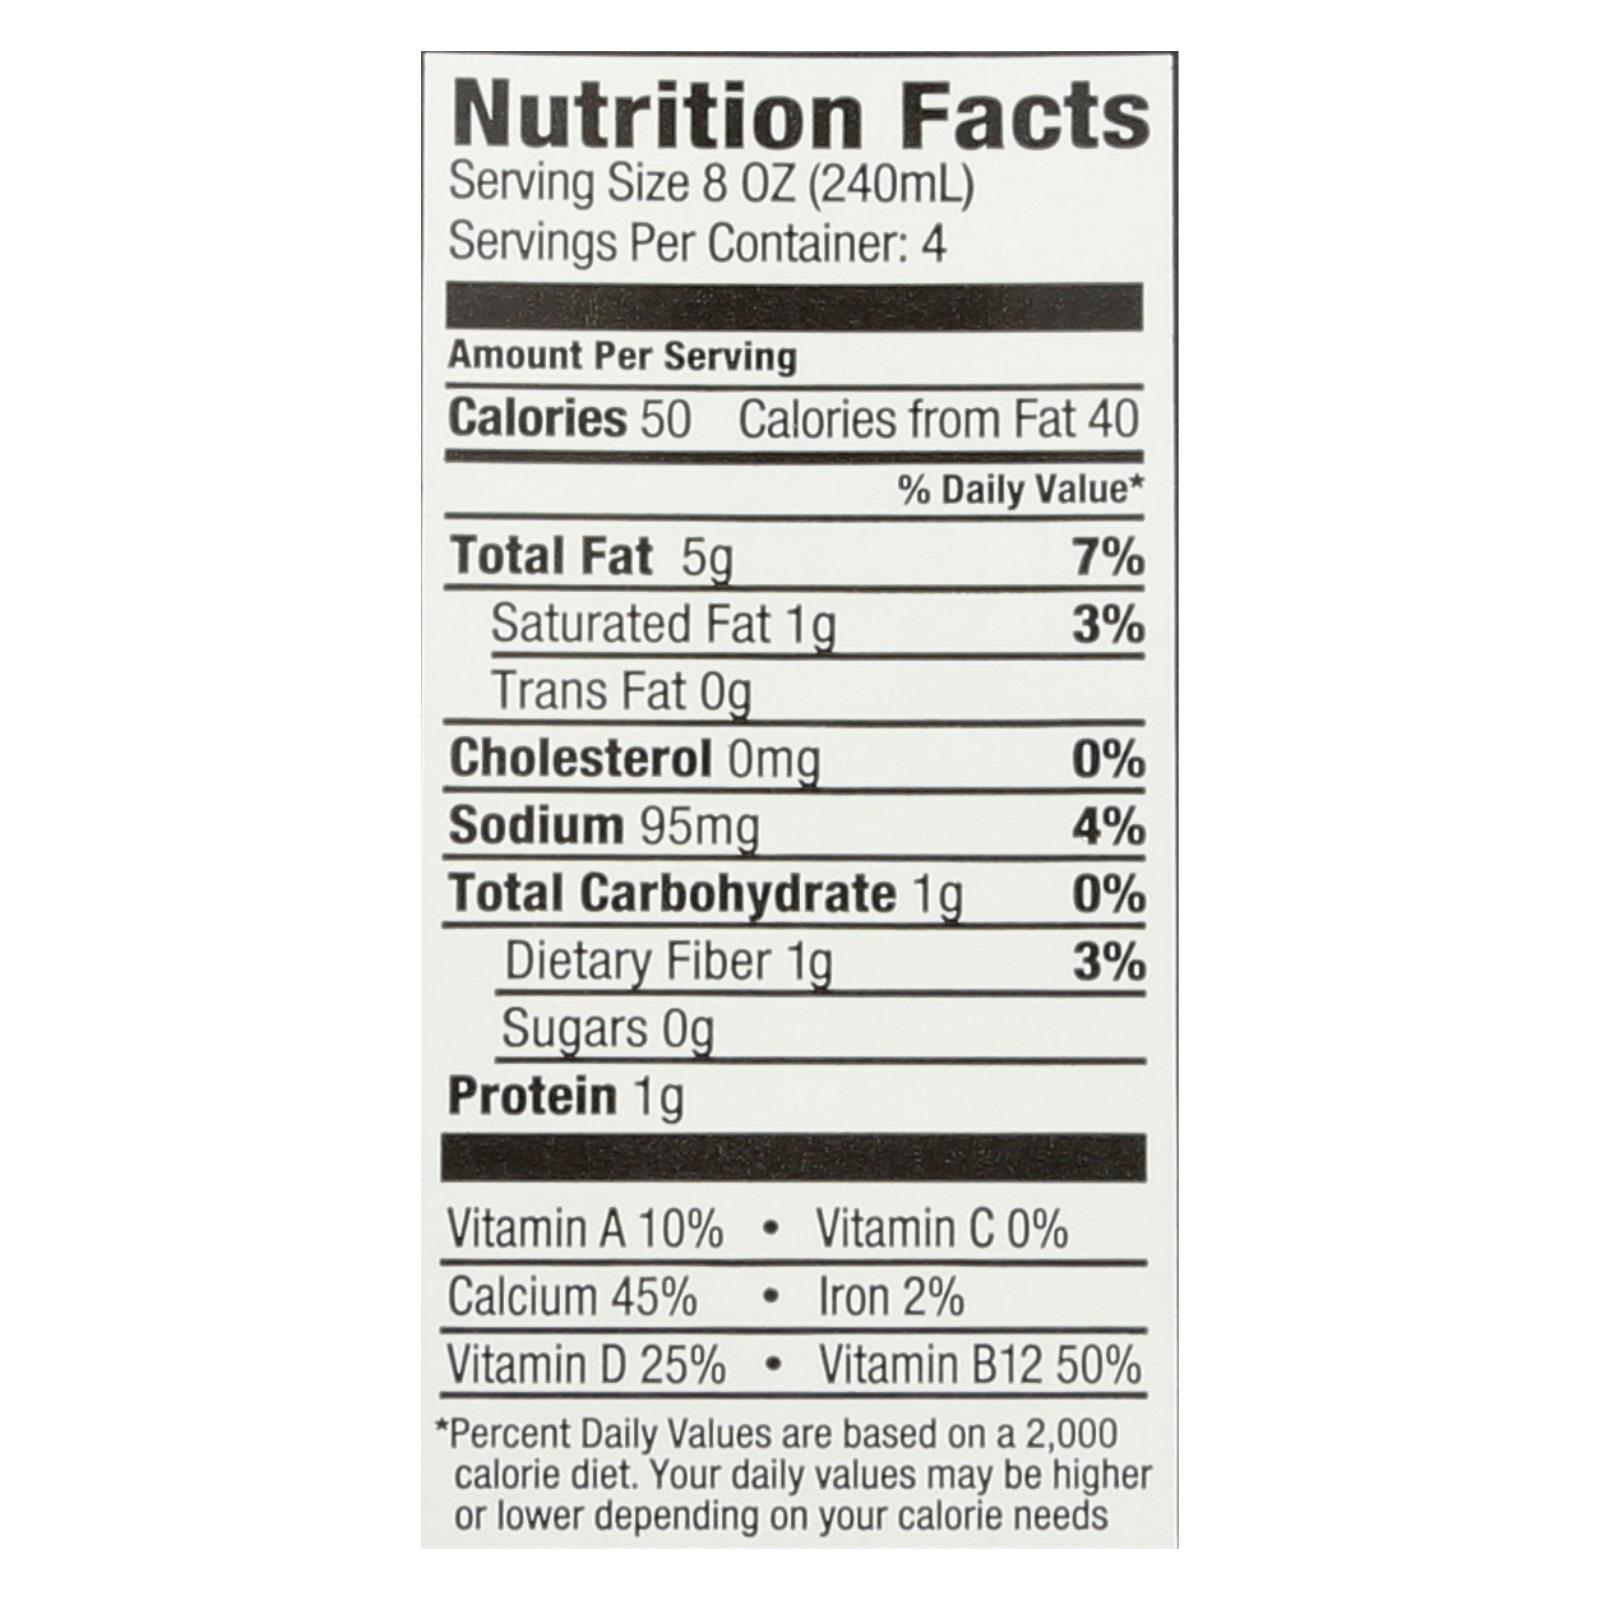 Nutrition Facts
Serving Size 8 OZ (240mL)
Servings Per Container: 4
Amount Per Serving
Calories 50 Calories from Fat 40
% Daily Value*
Total Fat 5g 7%
Saturated Fat 1g 3%
Trans Fat 0g
Cholesterol 0mg 0%
Sodium 95mg 4%
Total Carbohydrate 1g 0%
Dietary Fiber 1g 3%
Sugars 0g
Protein 1g
Vitamin A 10% • Vitamin C 0%
Calcium 45% • Iron 2%
Vitamin D 25% • Vitamin B12 50%
*Percent Daily Values are based on a 2,000
calorie diet. Your daily values may be higher
or lower depending on your calorie needs